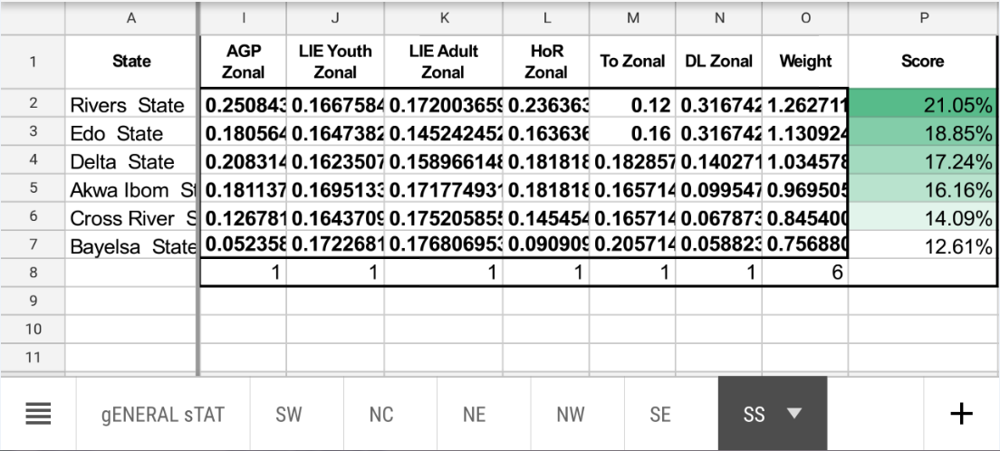 A I J K L M N O P
1 State AGP Zonal LIE Youth Zonal LIE Adult Zonal HoR Zonal To Zonal DL Zonal Weight Score
2 Rivers State 0.250843 0.1667584 0.172003659 0.236363 0.12 0.316742 1.262711 21.05%
3 Edo State 0.180564 0.1647382 0.145242452 0.163636 0.16 0.316742 1.130924 18.85%
4 Delta State 0.208314 0.1623507 0.158966148 0.181818 0.182857 0.140271 1.034578 17.24%
5 Akwa Ibom St 0.181137 0.1695133 0.171774931 0.181818 0.165714 0.099547 0.969505 16.16%
6 Cross River S 0.126781 0.1643709 0.175205855 0.145454 0.165714 0.067873 0.845400 14.09%
7 Bayelsa State 0.052358 0.1722681 0.176806953 0.090909 0.205714 0.058823 0.756880 12.61%
8 1 1 1 1 1 1 6
9
10
11
gENERAL sTAT SW NC NE NW SE SS